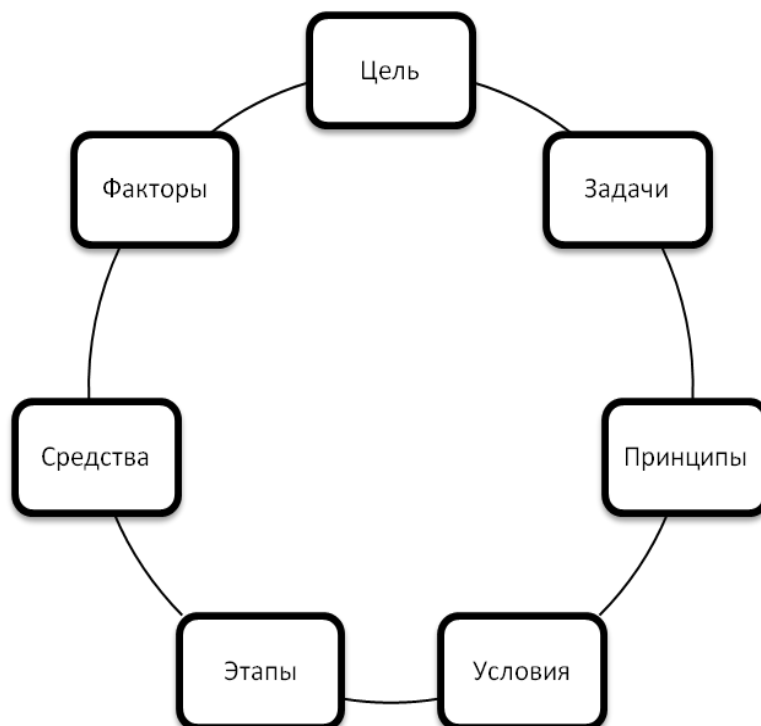 Цель
Задачи
Принципы
Условия
Этапы
Средства
Факторы